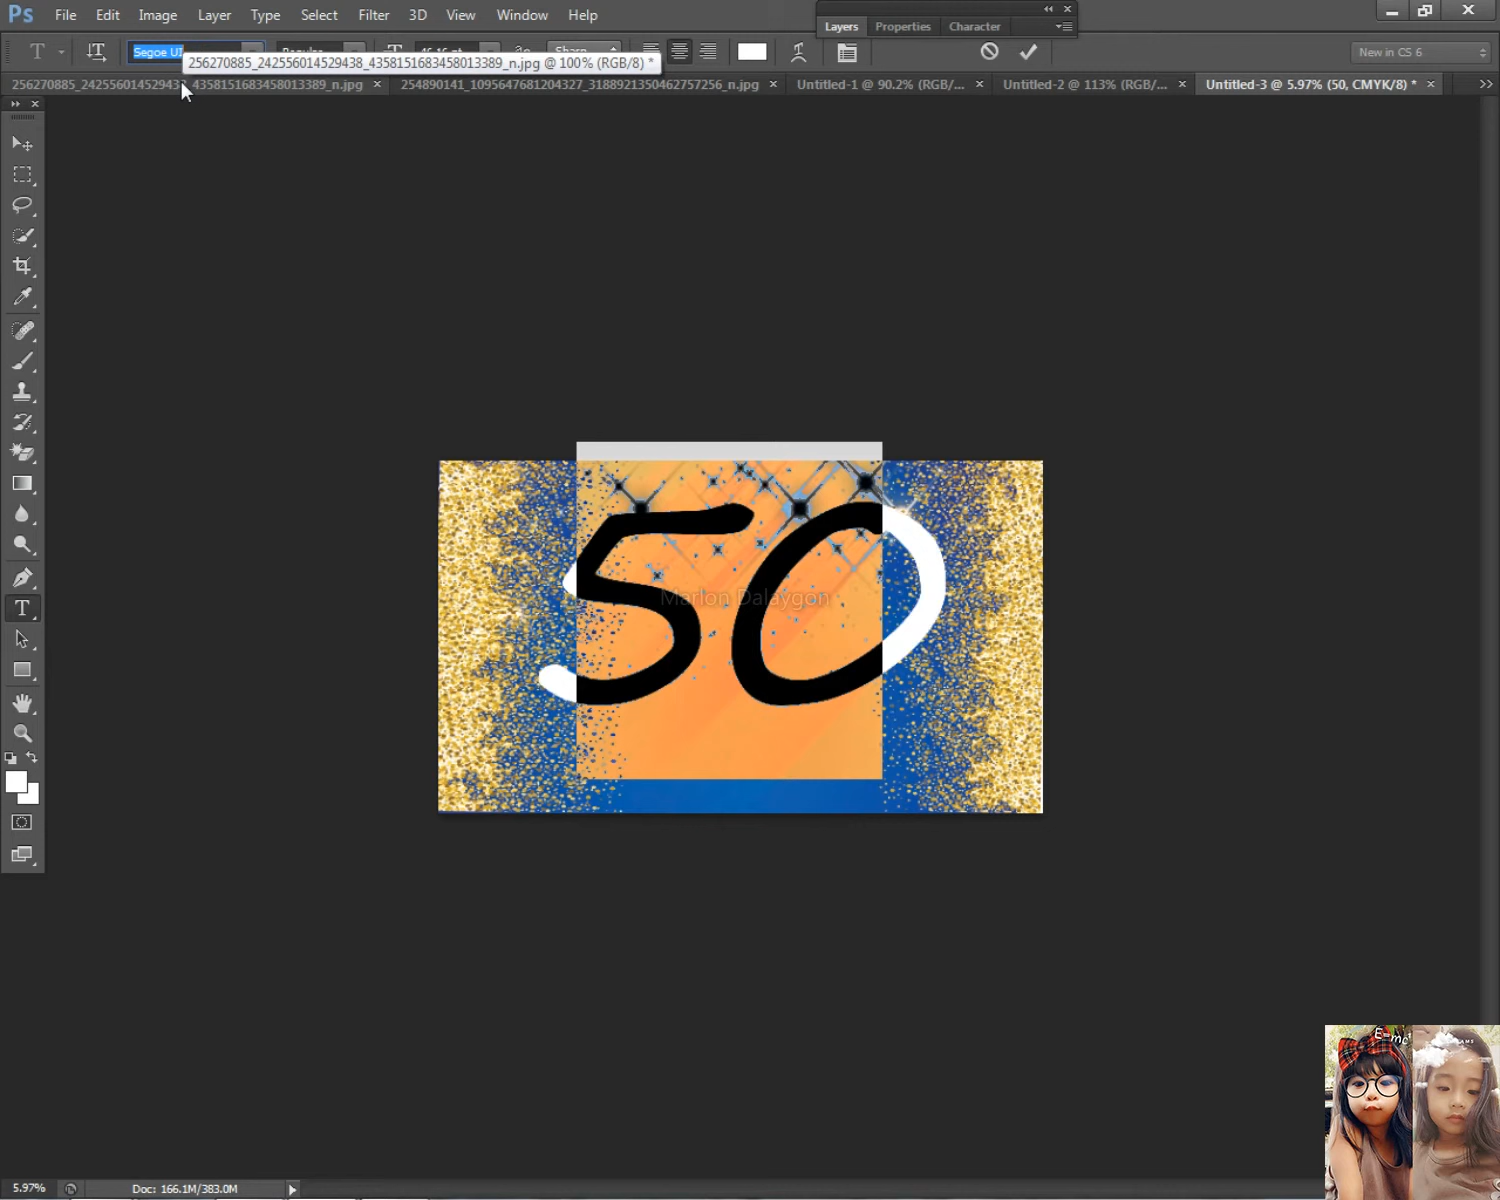 Ps File Edit Image Layer Type Select Filter 3D View Window Help
Layers Properties Character
Segoe UI Regular 46.16 pt Sharp New in CS 6
256270885_242556014529438_4358151683458013389_n.jpg @ 100% (RGB/8) *
256270885_242556014529438_4358151683458013389_n.jpg × 254890141_1095647681204327_3188921350462757256_n.jpg × Untitled-1 @ 90.2% (RGB/... × Untitled-2 @ 113% (RGB/... × Untitled-3 @ 5.97% (50, CMYK/8) * ×
50
Marlon Dalaygon
5.97% Doc: 166.1M/383.0M